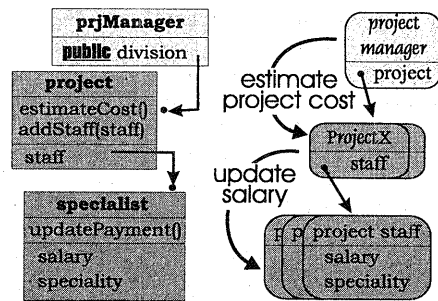 prjManager
public division
project
estimateCost()
addStaff(staff)
staff
specialist
updatePayment()
salary
speciality
project
manager
project
estimate
project cost
ProjectX
staff
update
salary
p p project staff
salary
speciality